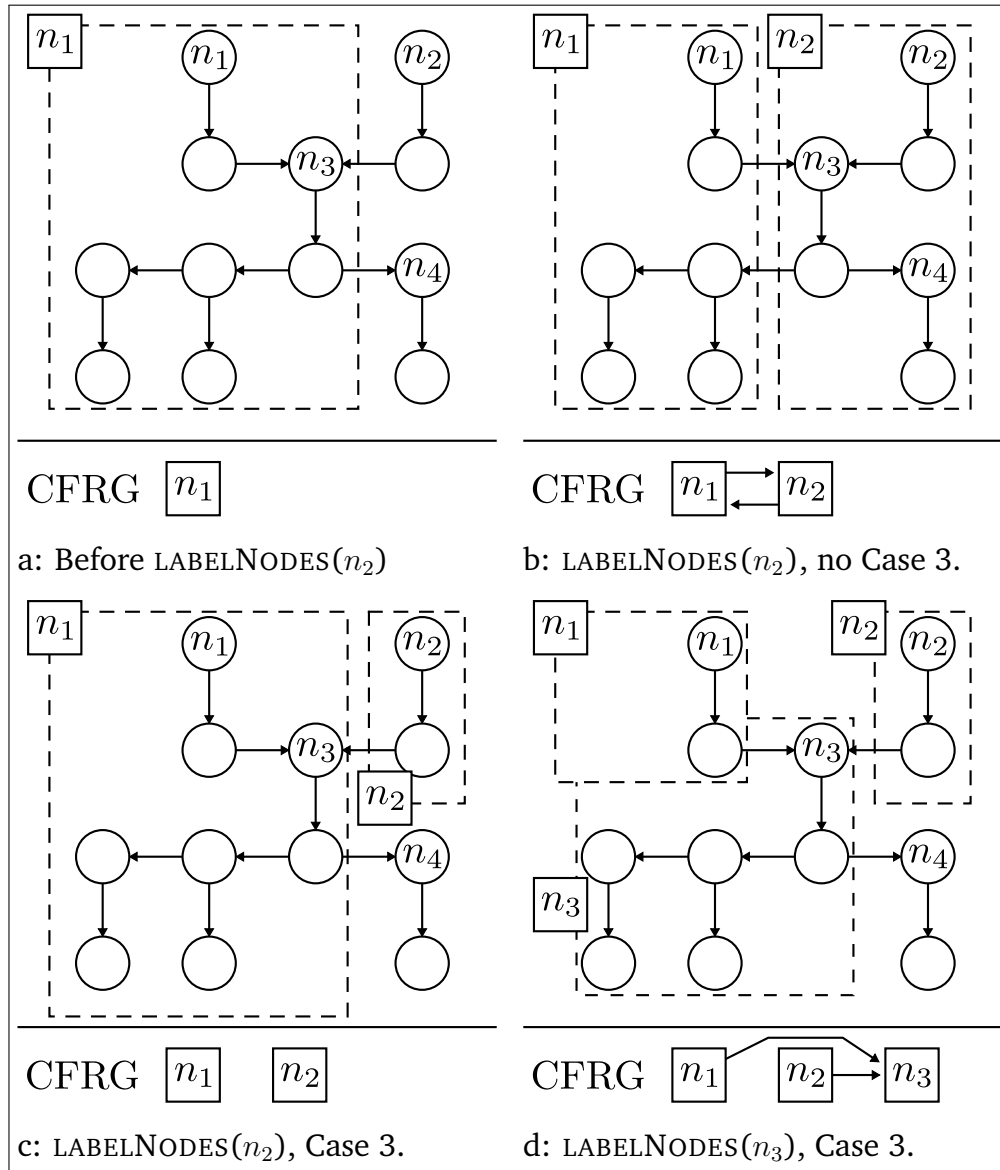 n₁ n₁ n₂
n₃
n₄
CFRG n₁
a: Before LABELNODES(n₂)
n₁ n₁ n₂ n₂
n₃
n₄
CFRG n₁ n₂
b: LABELNODES(n₂), no Case 3.
n₁ n₁ n₂
n₃
n₂
n₄
CFRG n₁ n₂
c: LABELNODES(n₂), Case 3.
n₁ n₁ n₂ n₂
n₃
n₄
n₃
CFRG n₁ n₂ n₃
d: LABELNODES(n₃), Case 3.